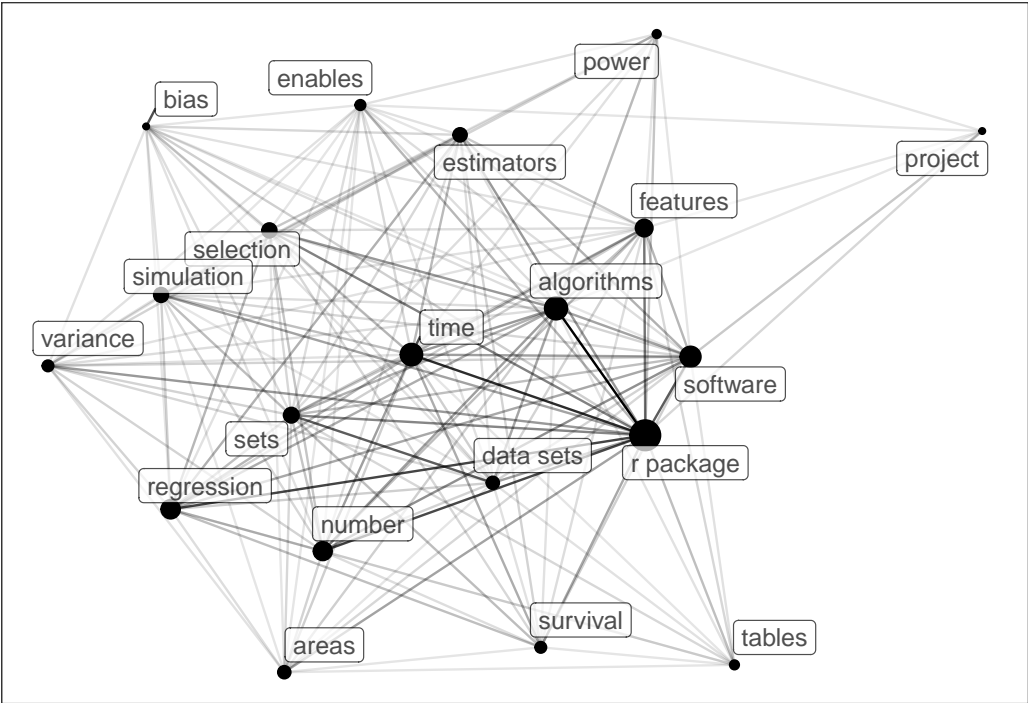 power
enables
bias
estimators
project
features
selection
simulation
algorithms
time
variance
software
sets
data sets
r package
regression
number
survival
tables
areas